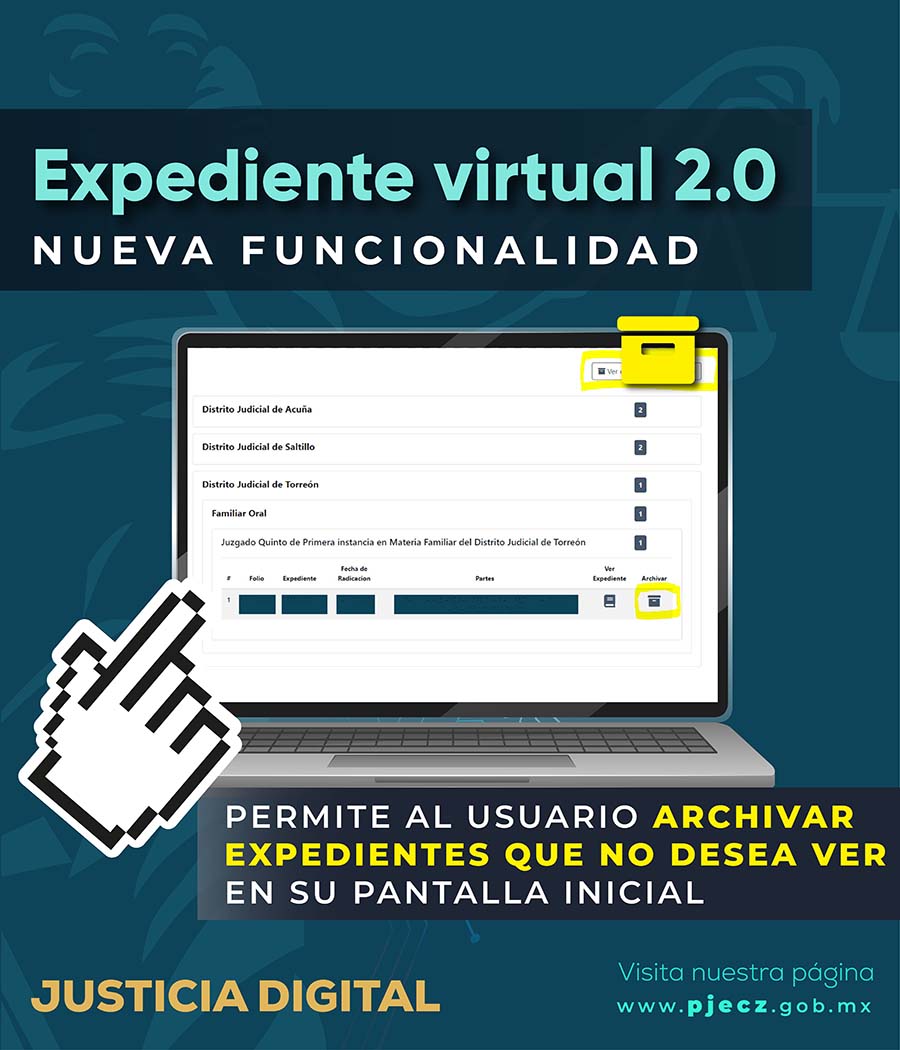 Expediente virtual 2.0
NUEVA FUNCIONALIDAD
Ver
Distrito Judicial de Acuña 2
Distrito Judicial de Saltillo 2
Distrito Judicial de Torreón 1
Familiar Oral 1
Juzgado Quinto de Primera instancia en Materia Familiar del Distrito Judicial de Torreón 1
# Folio Expediente Fecha de Radicacion Partes Ver Expediente Archivar
1
PERMITE AL USUARIO ARCHIVAR
EXPEDIENTES QUE NO DESEA VER
EN SU PANTALLA INICIAL
JUSTICIA DIGITAL
Visita nuestra página
www.pjecz.gob.mx